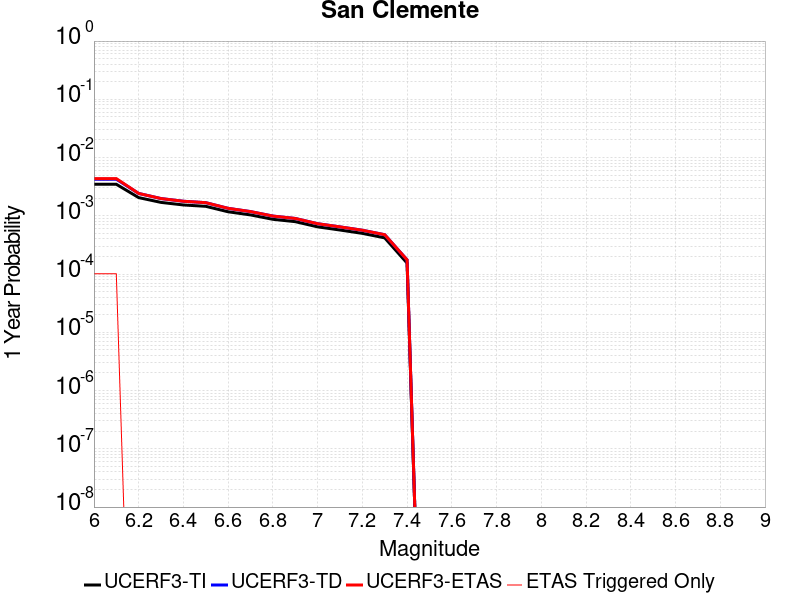 San Clemente
10^0
10^-1
10^-2
10^-3
10^-4
10^-5
10^-6
10^-7
10^-8
1 Year Probability
6 6.2 6.4 6.6 6.8 7 7.2 7.4 7.6 7.8 8 8.2 8.4 8.6 8.8 9
Magnitude
UCERF3-TI UCERF3-TD UCERF3-ETAS ETAS Triggered Only